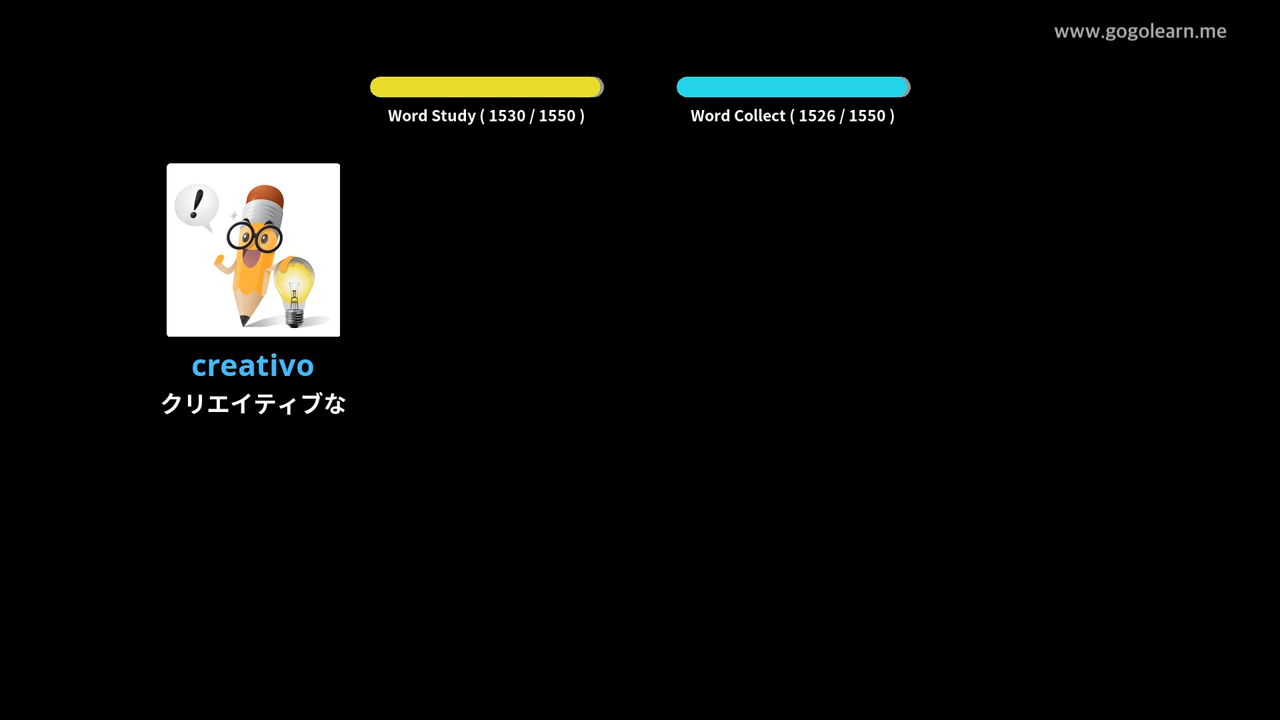 www.gogolearn.me
Word Study ( 1530 / 1550 )
Word Collect ( 1526 / 1550 )
!
creativo
クリエイティブな